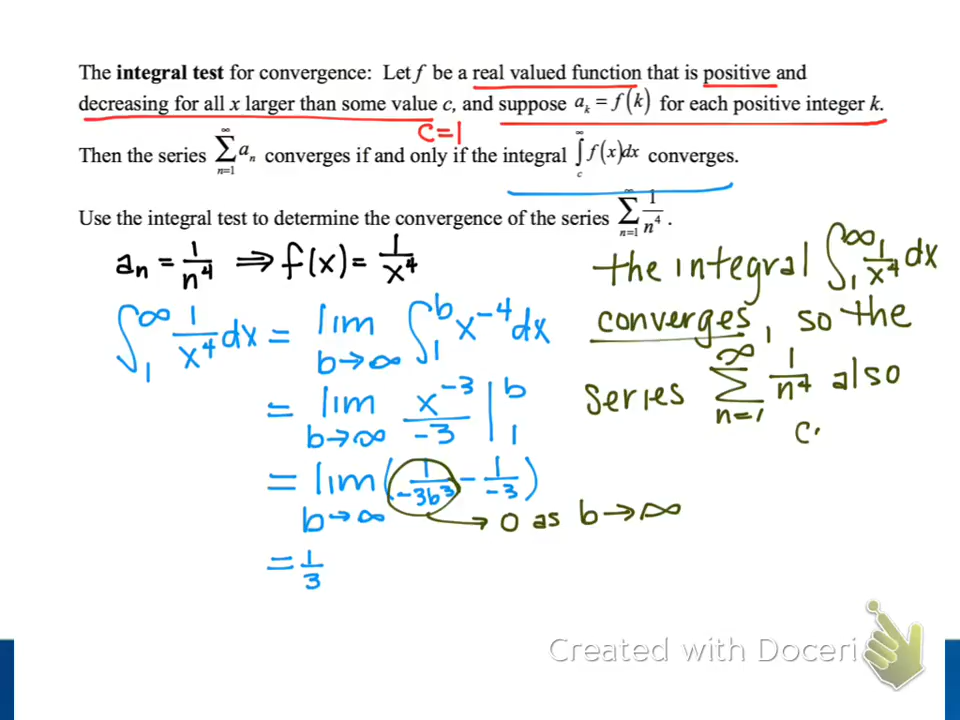 The integral test for convergence: Let f be a real valued function that is positive and
decreasing for all x larger than some value c, and suppose a_k = f(k) for each positive integer k.
c=1
Then the series ∑_{n=1}^{∞} a_n converges if and only if the integral ∫_c^∞ f(x)dx converges.
Use the integral test to determine the convergence of the series ∑_{n=1}^{∞} 1/n^4.
a_n = 1/n^4 ⇒ f(x) = 1/x^4
∫_1^∞ 1/x^4 dx = lim_{b→∞} ∫_1^b x^{-4} dx
= lim_{b→∞} x^{-3}/-3 |_1^b
= lim_{b→∞} (1/-3b^3 - 1/-3)
→ 0 as b→∞
= 1/3
the integral ∫_1^∞ 1/x^4 dx
converges, so the
series ∑_{n=1}^{∞} 1/n^4 also
c
Created with Doceri